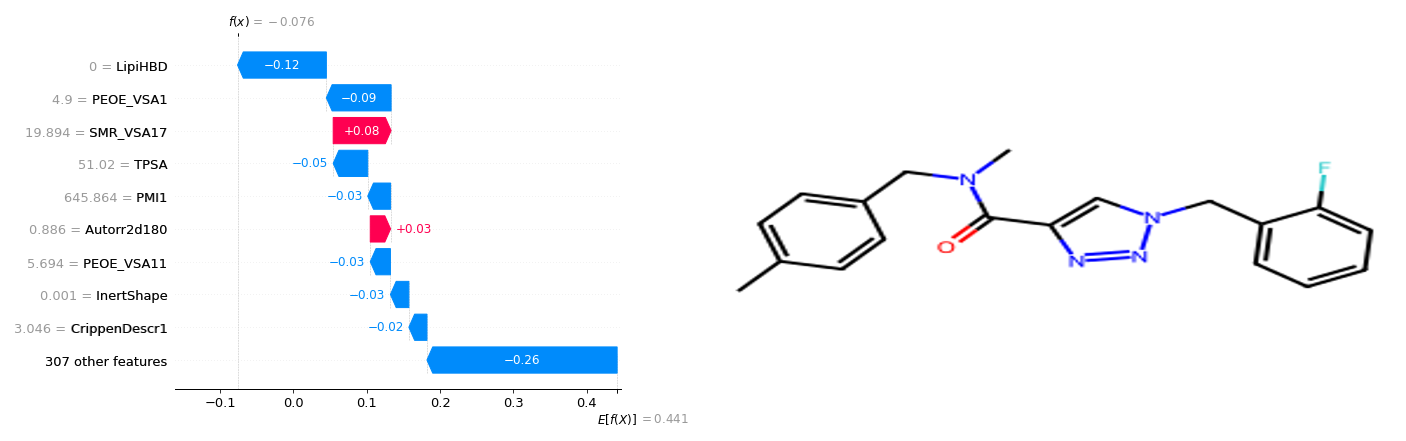 f(x) = −0.076
0 = LipiHBD −0.12
4.9 = PEOE_VSA1 −0.09
19.894 = SMR_VSA17 +0.08
51.02 = TPSA −0.05
645.864 = PMI1 −0.03
0.886 = Autorr2d180 +0.03
5.694 = PEOE_VSA11 −0.03
0.001 = InertShape −0.03
3.046 = CrippenDescr1 −0.02
307 other features −0.26
−0.1 0.0 0.1 0.2 0.3 0.4
E[f(X)] = 0.441
F
N
O
N
N
N